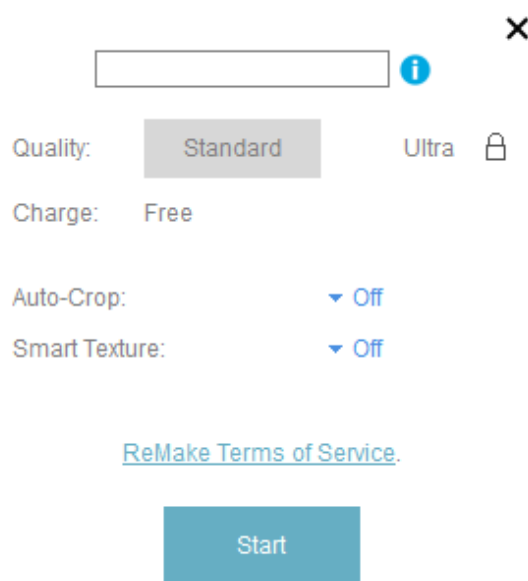 Quality: Standard Ultra
Charge: Free
Auto-Crop: Off
Smart Texture: Off
ReMake Terms of Service.
Start